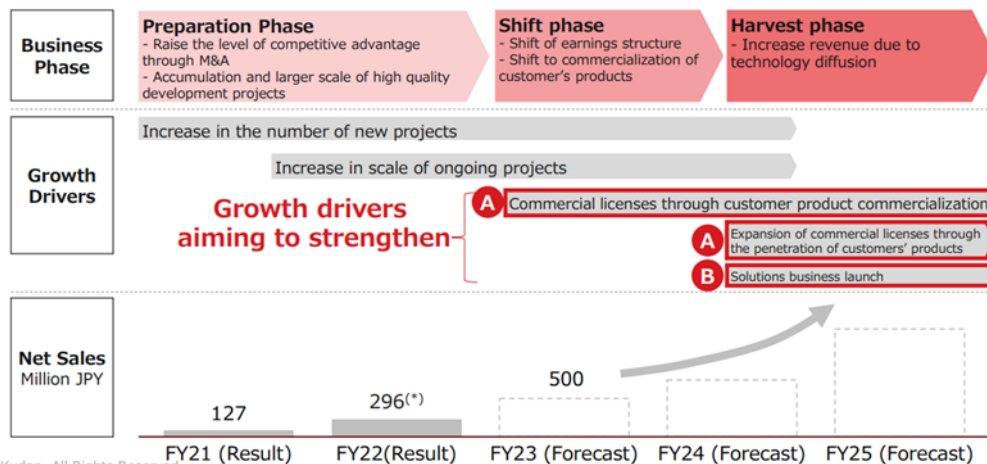 Business
Phase
Preparation Phase
- Raise the level of competitive advantage
through M&A
- Accumulation and larger scale of high quality
development projects
Shift phase
- Shift of earnings structure
- Shift to commercialization of
customer's products
Harvest phase
- Increase revenue due to
technology diffusion
Growth
Drivers
Increase in the number of new projects
Increase in scale of ongoing projects
Growth drivers
aiming to strengthen
A
Commercial licenses through customer product commercialization
A
Expansion of commercial licenses through
the penetration of customers' products
B
Solutions business launch
Net Sales
Million JPY
127
296(*)
500
FY21 (Result)
FY22(Result)
FY23 (Forecast)
FY24 (Forecast)
FY25 (Forecast)
All Rights Reserved